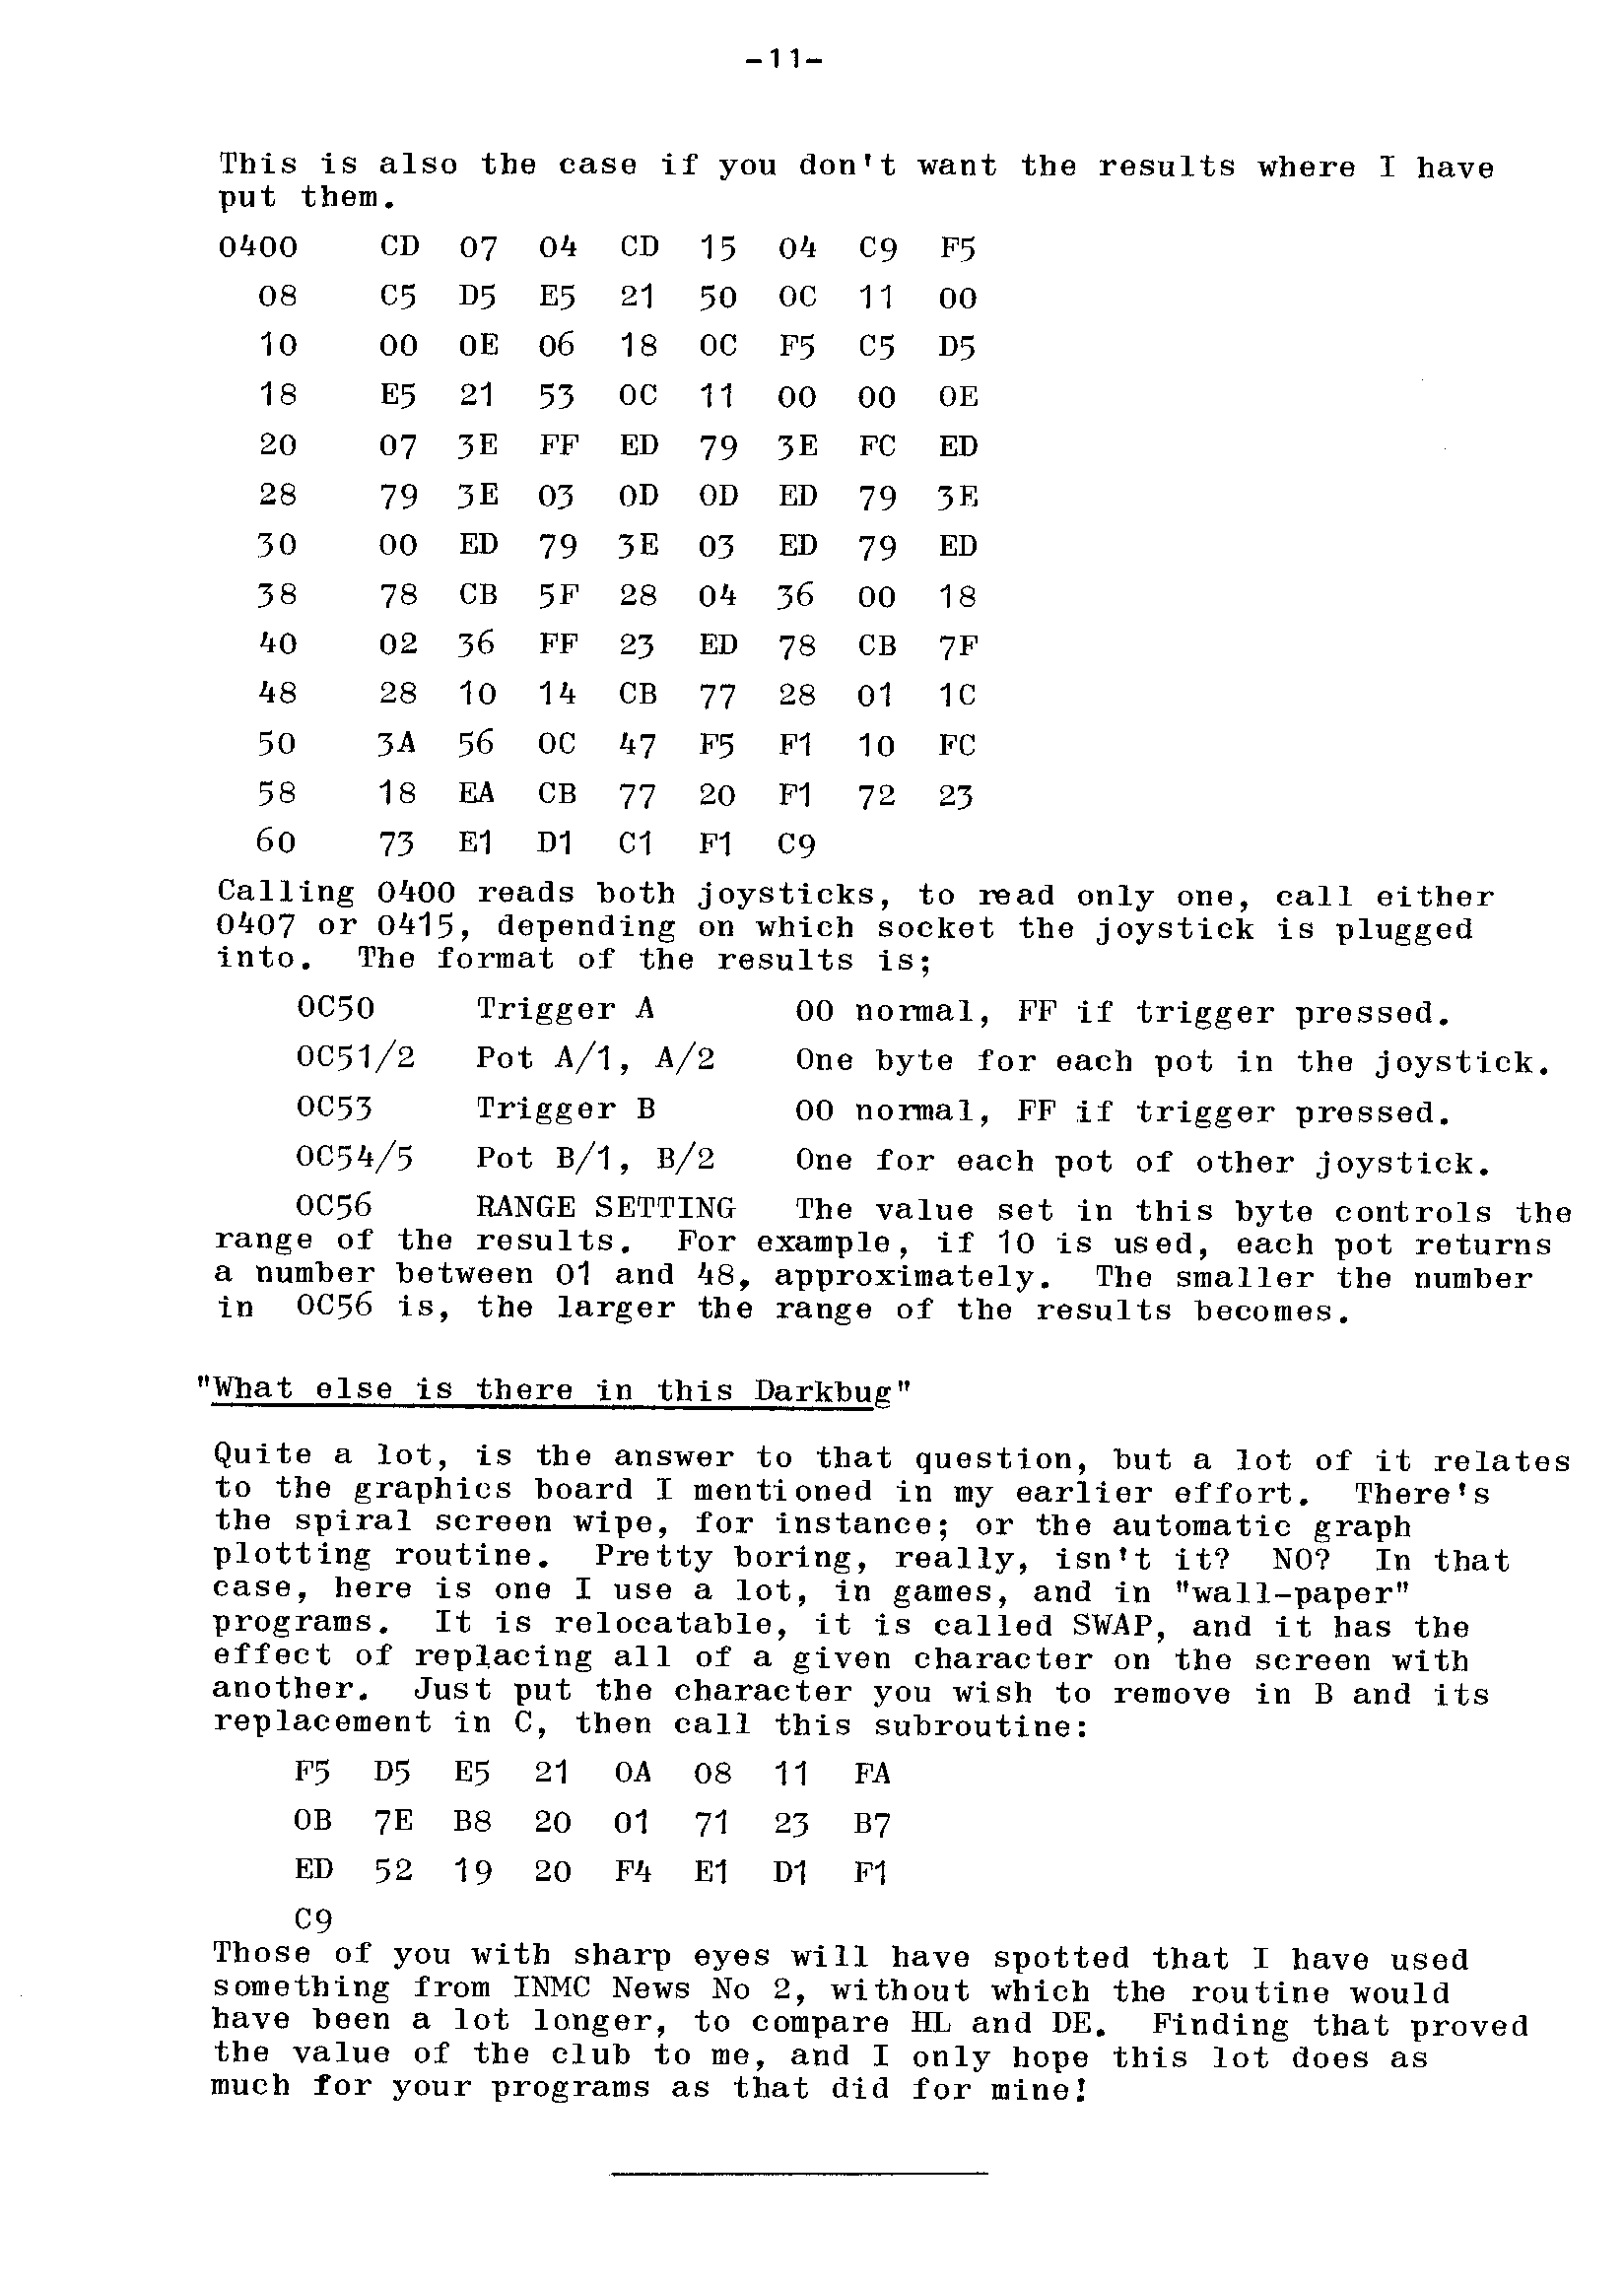 -11-
This is also the case if you don't want the results where I have
put them.
0400 CD 07 04 CD 15 04 C9 F5
08 C5 D5 E5 21 50 0C 11 00
10 00 0E 06 18 0C F5 C5 D5
18 E5 21 53 0C 11 00 00 0E
20 07 3E FF ED 79 3E FC ED
28 79 3E 03 0D 0D ED 79 3E
30 00 ED 79 3E 03 ED 79 ED
38 78 CB 5F 28 04 36 00 18
40 02 36 FF 23 ED 78 CB 7F
48 28 10 14 CB 77 28 01 1C
50 3A 56 0C 47 F5 F1 10 FC
58 18 EA CB 77 20 F1 72 23
60 73 E1 D1 C1 F1 C9
Calling 0400 reads both joysticks, to read only one, call either
0407 or 0415, depending on which socket the joystick is plugged
into. The format of the results is;
0C50 Trigger A 00 normal, FF if trigger pressed.
0C51/2 Pot A/1, A/2 One byte for each pot in the joystick.
0C53 Trigger B 00 normal, FF if trigger pressed.
0C54/5 Pot B/1, B/2 One for each pot of other joystick.
0C56 RANGE SETTING The value set in this byte controls the
range of the results. For example, if 10 is used, each pot returns
a number between 01 and 48, approximately. The smaller the number
in 0C56 is, the larger the range of the results becomes.
"What else is there in this Darkbug"
Quite a lot, is the answer to that question, but a lot of it relates
to the graphics board I mentioned in my earlier effort. There's
the spiral screen wipe, for instance; or the automatic graph
plotting routine. Pretty boring, really, isn't it? NO? In that
case, here is one I use a lot, in games, and in "wall-paper"
programs. It is relocatable, it is called SWAP, and it has the
effect of replacing all of a given character on the screen with
another. Just put the character you wish to remove in B and its
replacement in C, then call this subroutine:
F5 D5 E5 21 0A 08 11 FA
0B 7E B8 20 01 71 23 B7
ED 52 19 20 F4 E1 D1 F1
C9
Those of you with sharp eyes will have spotted that I have used
something from INMC News No 2, without which the routine would
have been a lot longer, to compare HL and DE. Finding that proved
the value of the club to me, and I only hope this lot does as
much for your programs as that did for mine!